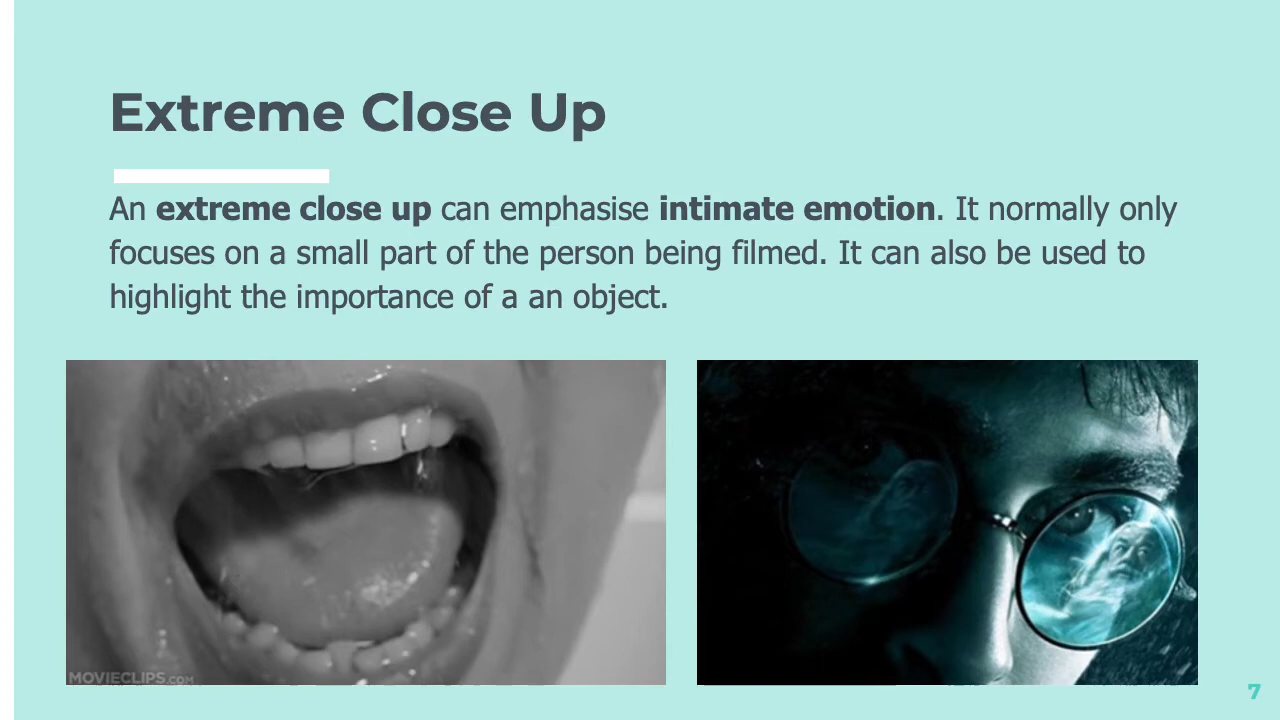 Extreme Close Up
An extreme close up can emphasise intimate emotion. It normally only
focuses on a small part of the person being filmed. It can also be used to
highlight the importance of a an object.
MOVIECLIPS.COM
7